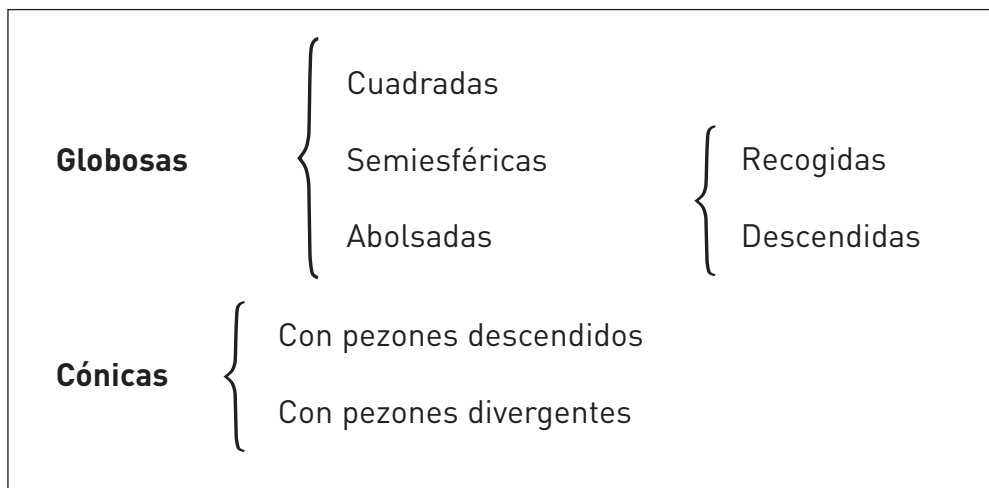 Cuadradas
Globosas Semiesféricas Recogidas
Abolsadas Descendidas
Con pezones descendidos
Cónicas
Con pezones divergentes